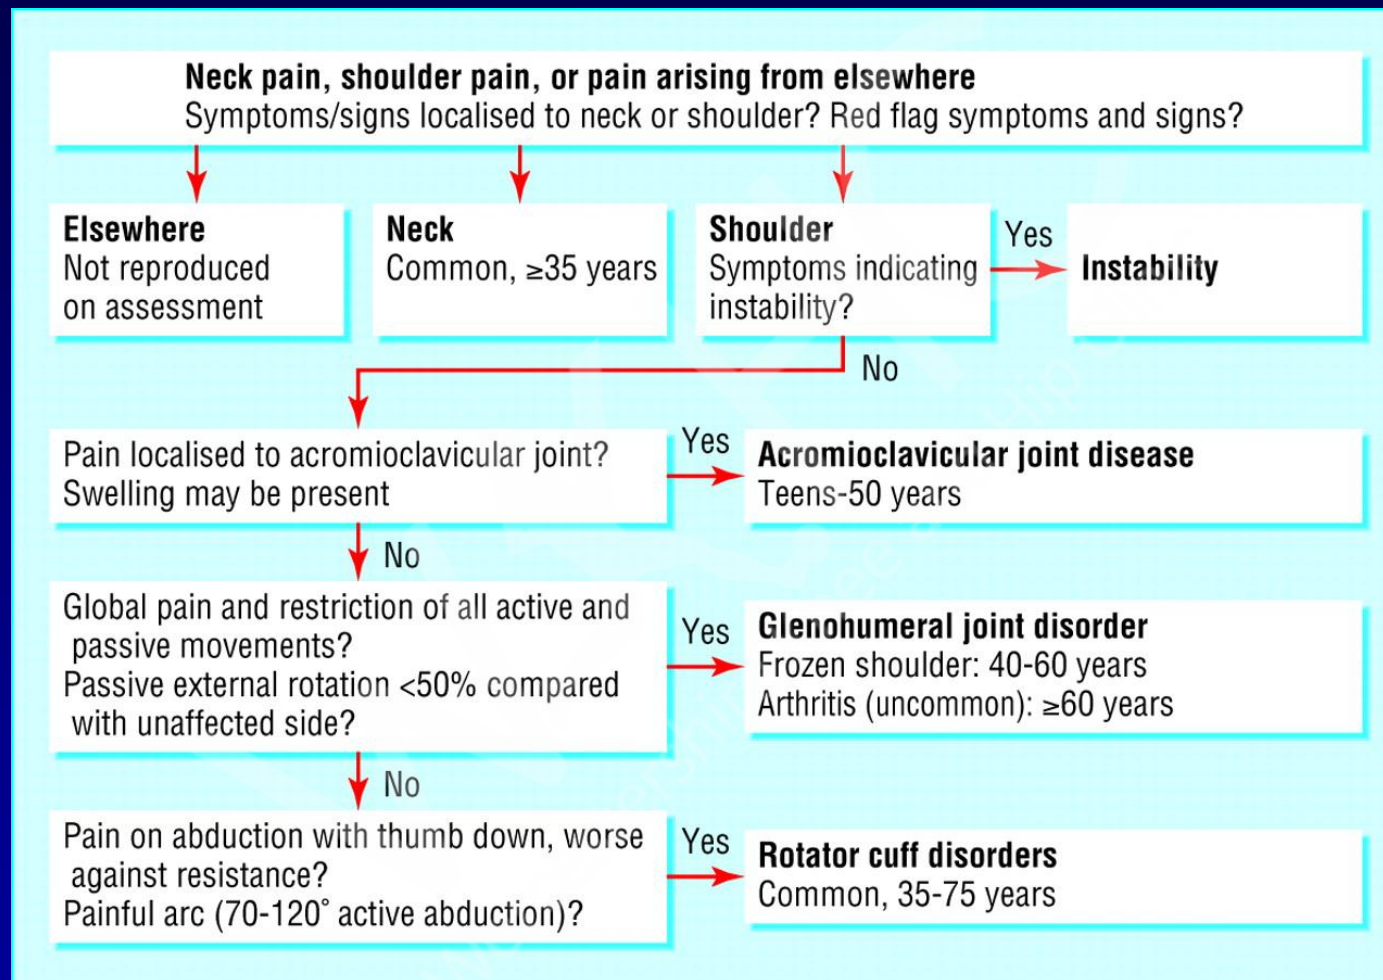 Neck pain, shoulder pain, or pain arising from elsewhere
Symptoms/signs localised to neck or shoulder? Red flag symptoms and signs?
Elsewhere
Not reproduced
on assessment
Neck
Common, ≥35 years
Shoulder
Symptoms indicating
instability?
Yes
Instability
No
Pain localised to acromioclavicular joint?
Swelling may be present
Yes
Acromioclavicular joint disease
Teens-50 years
No
Global pain and restriction of all active and
passive movements?
Passive external rotation <50% compared
with unaffected side?
Yes
Glenohumeral joint disorder
Frozen shoulder: 40-60 years
Arthritis (uncommon): ≥60 years
No
Pain on abduction with thumb down, worse
against resistance?
Painful arc (70-120° active abduction)?
Yes
Rotator cuff disorders
Common, 35-75 years